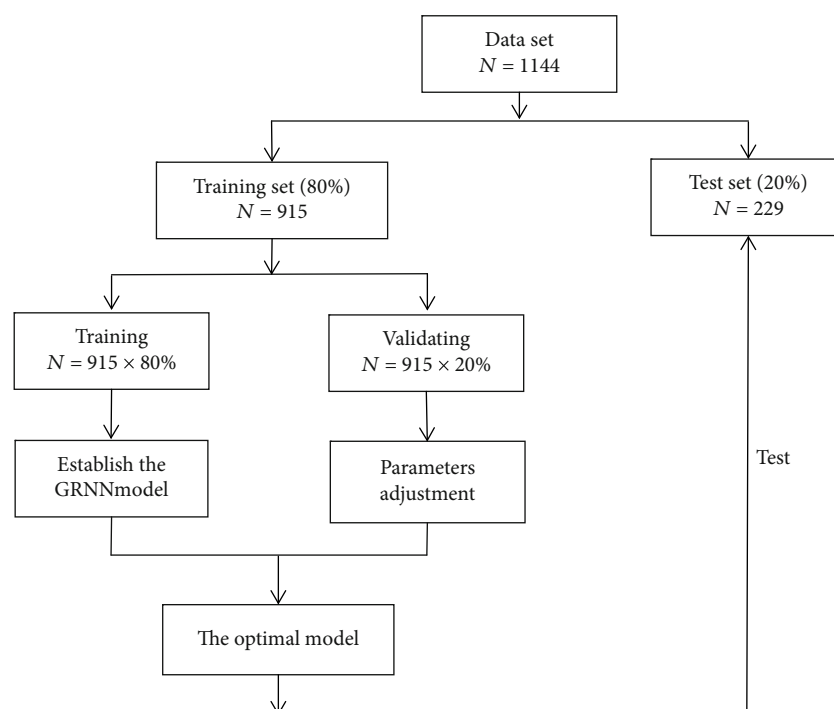 Data set
N = 1144
Training set (80%)
N = 915
Test set (20%)
N = 229
Training
N = 915 × 80%
Validating
N = 915 × 20%
Establish the
GRNNmodel
Parameters
adjustment
Test
The optimal model